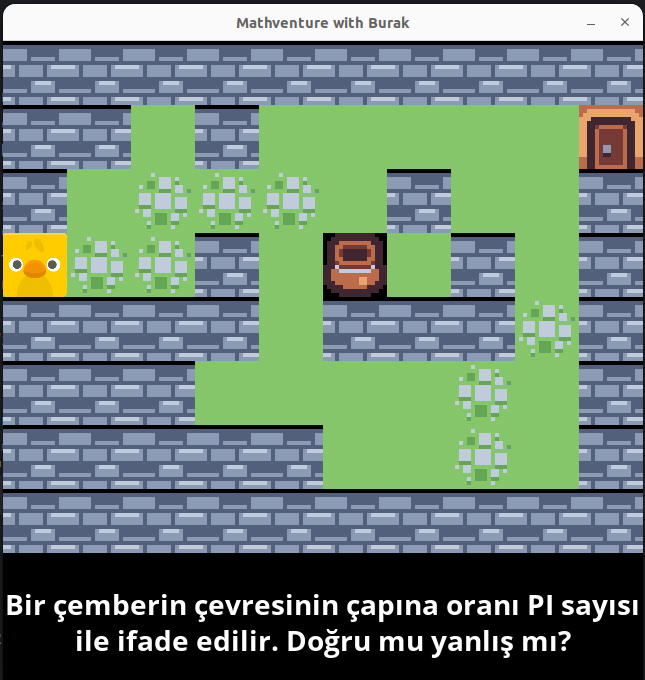 Mathventure with Burak
Bir çemberin çevresinin çapına oranı PI sayısı
ile ifade edilir. Doğru mu yanlış mı?